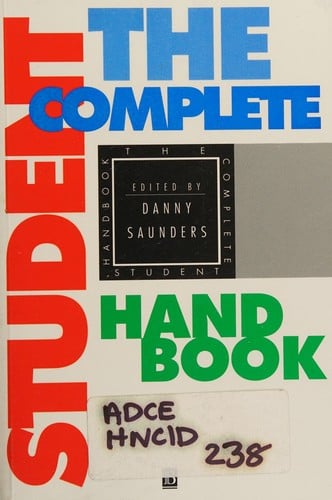 THE
COMPLETE
STUDENT
HAND
BOOK
THE
COMPLETE
STUDENT
HANDBOOK
EDITED BY
DANNY
SAUNDERS
ADCE
HNCID
238